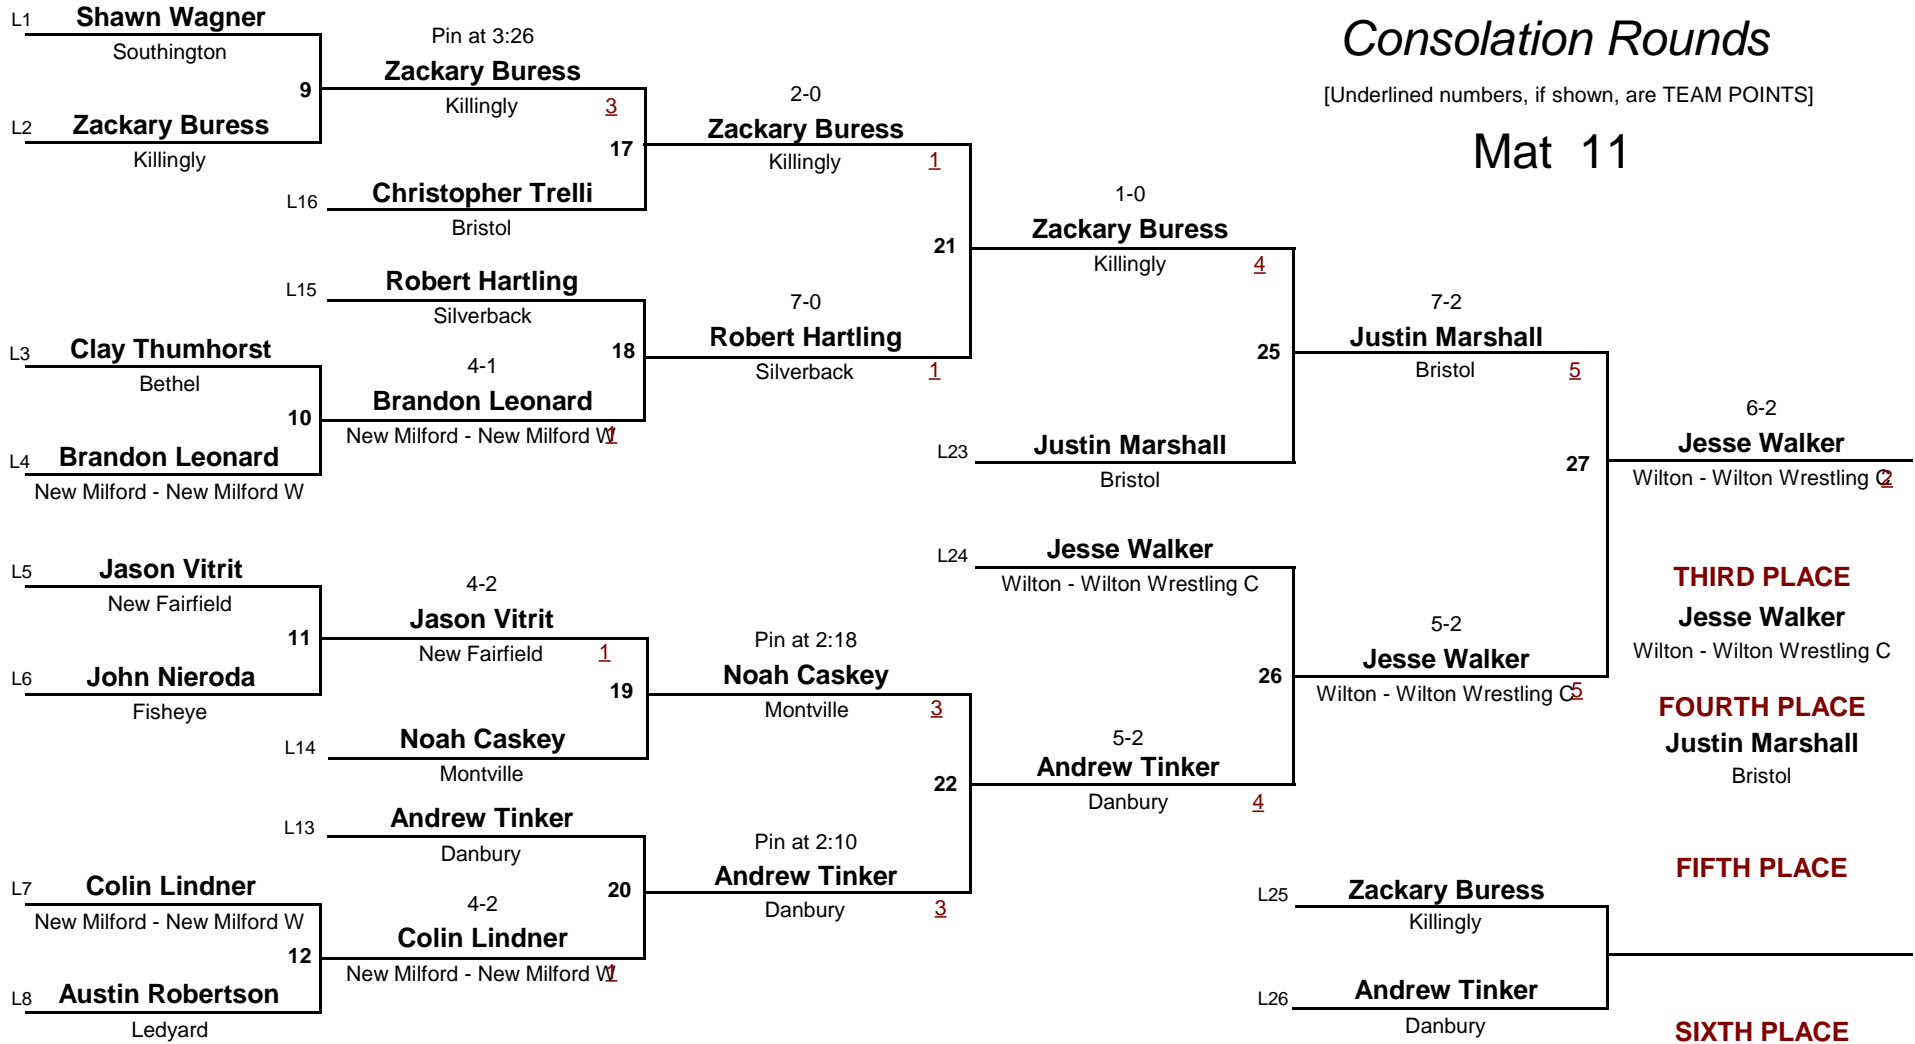 Consolation Rounds
[Underlined numbers, if shown, are TEAM POINTS]
Mat 11
L1 Shawn Wagner
Southington
9
L2 Zackary Buress
Killingly
Pin at 3:26
Zackary Buress
Killingly 3
17
L16 Christopher Trelli
Bristol
2-0
Zackary Buress
Killingly 1
21
L15 Robert Hartling
Silverback
L3 Clay Thumhorst
Bethel
10
L4 Brandon Leonard
New Milford - New Milford W
4-1
Brandon Leonard
New Milford - New Milford W 1
18
7-0
Robert Hartling
Silverback 1
1-0
Zackary Buress
Killingly 4
25
L23 Justin Marshall
Bristol
7-2
Justin Marshall
Bristol 5
27
6-2
Jesse Walker
Wilton - Wilton Wrestling C 2
L5 Jason Vitrit
New Fairfield
11
L6 John Nieroda
Fisheye
4-2
Jason Vitrit
New Fairfield 1
19
L14 Noah Caskey
Montville
Pin at 2:18
Noah Caskey
Montville 3
22
L13 Andrew Tinker
Danbury
L7 Colin Lindner
New Milford - New Milford W
12
L8 Austin Robertson
Ledyard
4-2
Colin Lindner
New Milford - New Milford W 1
20
Pin at 2:10
Andrew Tinker
Danbury 3
L24 Jesse Walker
Wilton - Wilton Wrestling C
26
5-2
Andrew Tinker
Danbury 4
5-2
Jesse Walker
Wilton - Wilton Wrestling C 5
THIRD PLACE
Jesse Walker
Wilton - Wilton Wrestling C
FOURTH PLACE
Justin Marshall
Bristol
FIFTH PLACE
L25 Zackary Buress
Killingly
L26 Andrew Tinker
Danbury
SIXTH PLACE